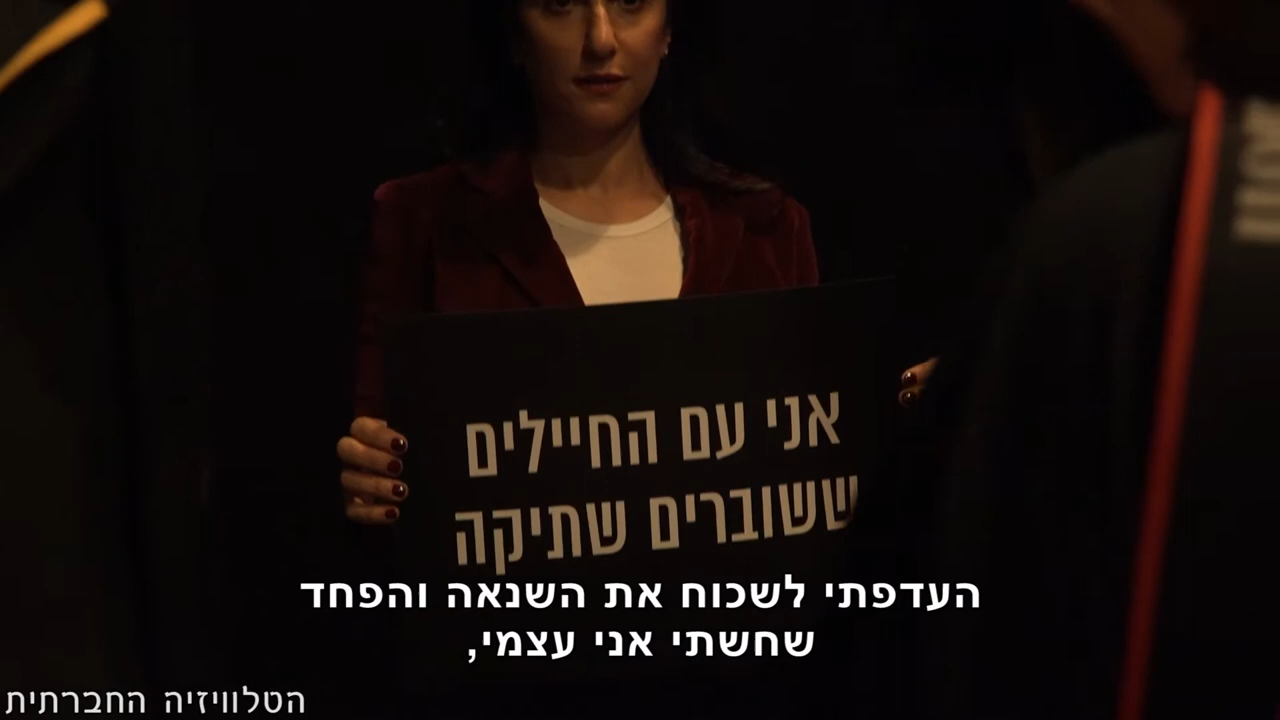 אני עם החיילים
ששוברים שתיקה
העדפתי לשכוח את השנאה והפחד
שחשתי אני עצמי,
הטלוויזיה החברתית